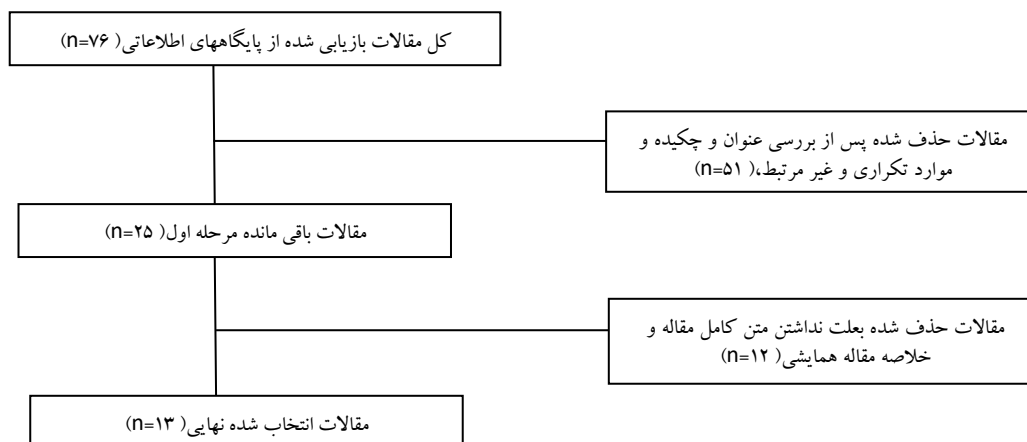 کل مقالات بازیابی شده از پایگاههای اطلاعاتی( n=۷۶)
مقالات حذف شده پس از بررسی عنوان و چکیده و
موارد تکراری و غیر مرتبط،( n=۵۱)
مقالات باقی مانده مرحله اول( n=۲۵)
مقالات حذف شده بعلت نداشتن متن کامل مقاله و
خلاصه مقاله همایشی( n=۱۲)
مقالات انتخاب شده نهایی( n=۱۳)